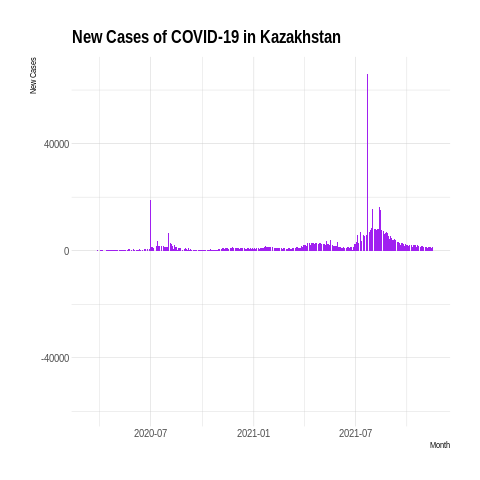 New Cases of COVID-19 in Kazakhstan
New Cases
40000
0
-40000
2020-07
2021-01
2021-07
Month